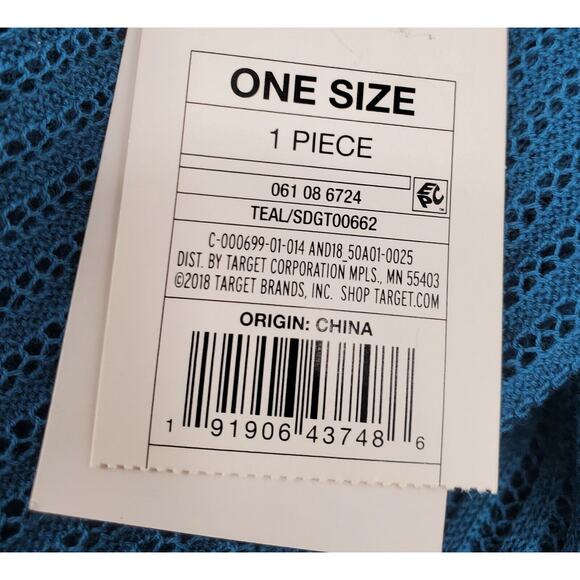 ONE SIZE
1 PIECE
061 08 6724
EPC™
TEAL/SDGT00662
C-000699-01-014 AND18_50A01-0025
DIST. BY TARGET CORPORATION MPLS., MN 55403
©2018 TARGET BRANDS, INC. SHOP TARGET.COM
ORIGIN: CHINA
1 91906 43748 6